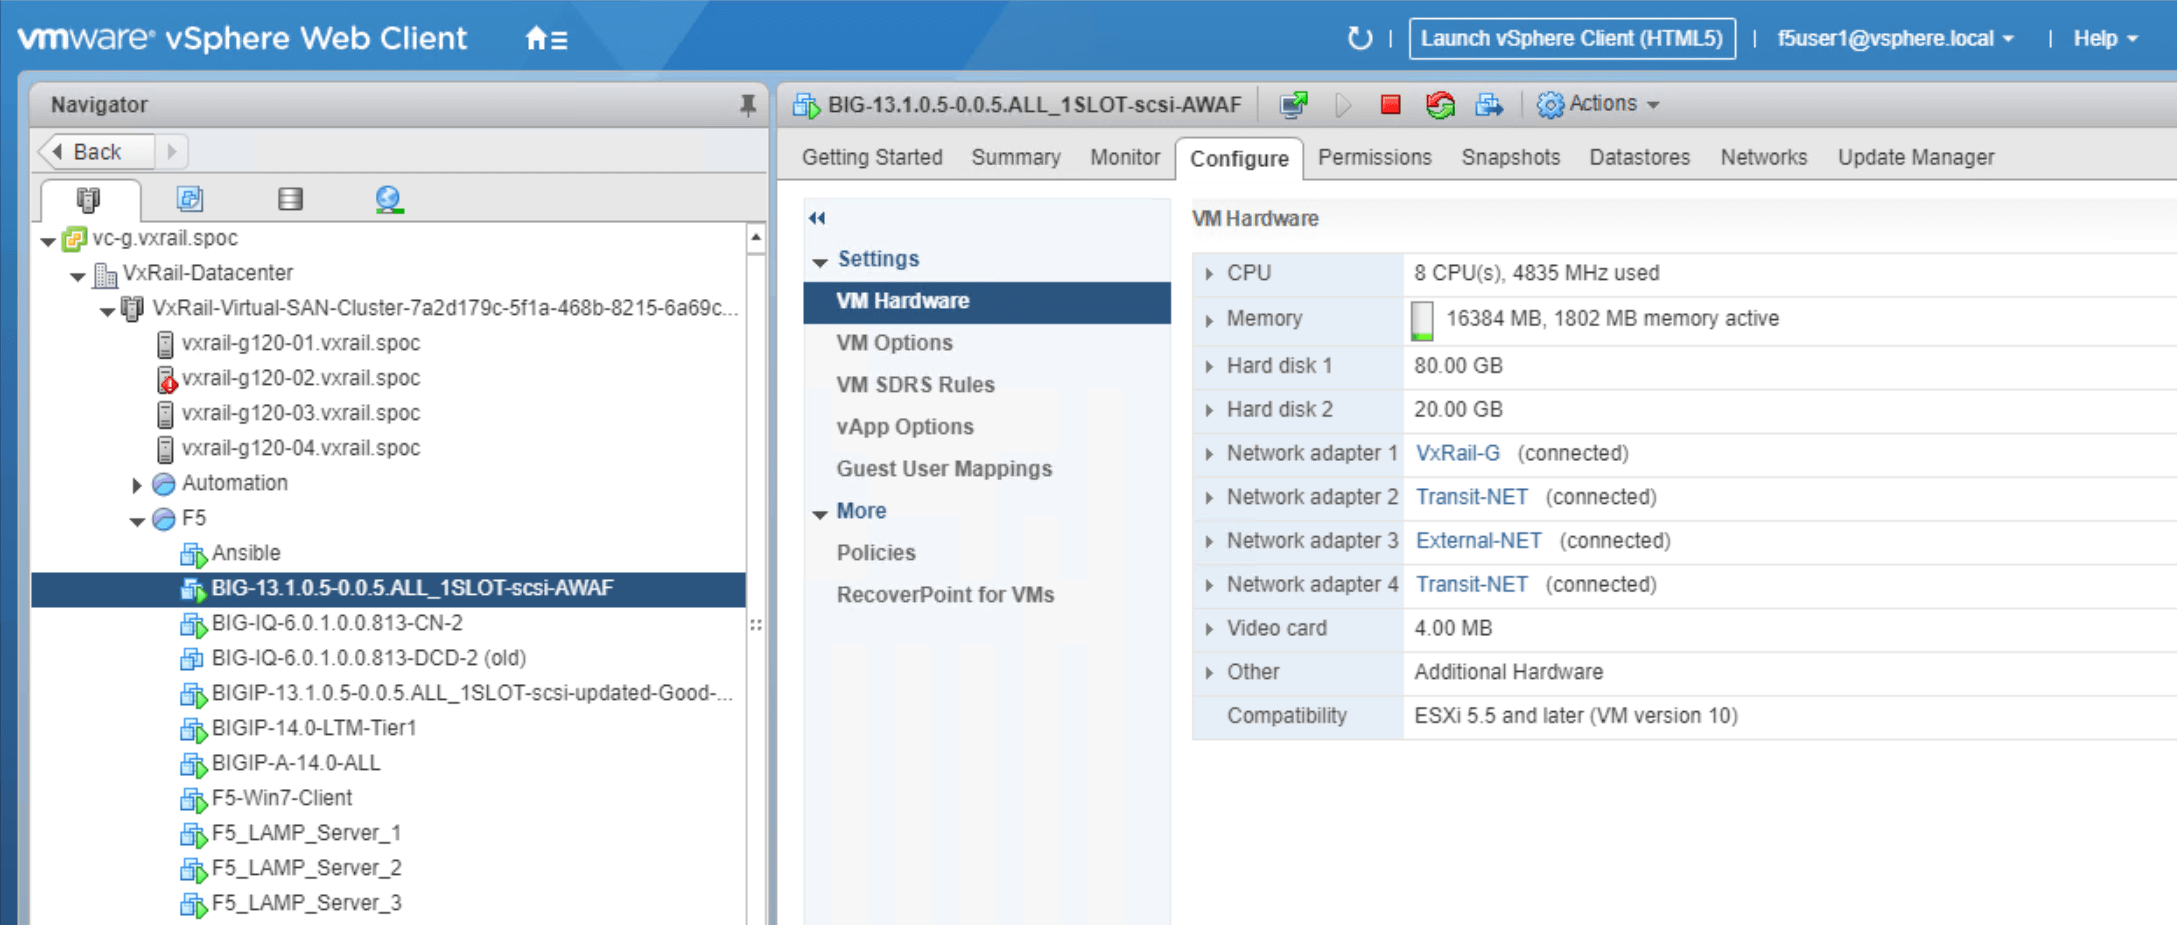 vmware® vSphere Web Client
Launch vSphere Client (HTML5) | f5user1@vsphere.local | Help
Navigator
Back
vc-g.vxrail.spoc
VxRail-Datacenter
VxRail-Virtual-SAN-Cluster-7a2d179c-5f1a-468b-8215-6a69c...
vxrail-g120-01.vxrail.spoc
vxrail-g120-02.vxrail.spoc
vxrail-g120-03.vxrail.spoc
vxrail-g120-04.vxrail.spoc
Automation
F5
Ansible
BIG-13.1.0.5-0.0.5.ALL_1SLOT-scsi-AWAF
BIG-IQ-6.0.1.0.0.813-CN-2
BIG-IQ-6.0.1.0.0.813-DCD-2 (old)
BIGIP-13.1.0.5-0.0.5.ALL_1SLOT-scsi-updated-Good-...
BIGIP-14.0-LTM-Tier1
BIGIP-A-14.0-ALL
F5-Win7-Client
F5_LAMP_Server_1
F5_LAMP_Server_2
F5_LAMP_Server_3
BIG-13.1.0.5-0.0.5.ALL_1SLOT-scsi-AWAF Actions
Getting Started Summary Monitor Configure Permissions Snapshots Datastores Networks Update Manager
Settings
VM Hardware
VM Options
VM SDRS Rules
vApp Options
Guest User Mappings
More
Policies
RecoverPoint for VMs
VM Hardware
CPU 8 CPU(s), 4835 MHz used
Memory 16384 MB, 1802 MB memory active
Hard disk 1 80.00 GB
Hard disk 2 20.00 GB
Network adapter 1 VxRail-G (connected)
Network adapter 2 Transit-NET (connected)
Network adapter 3 External-NET (connected)
Network adapter 4 Transit-NET (connected)
Video card 4.00 MB
Other Additional Hardware
Compatibility ESXi 5.5 and later (VM version 10)